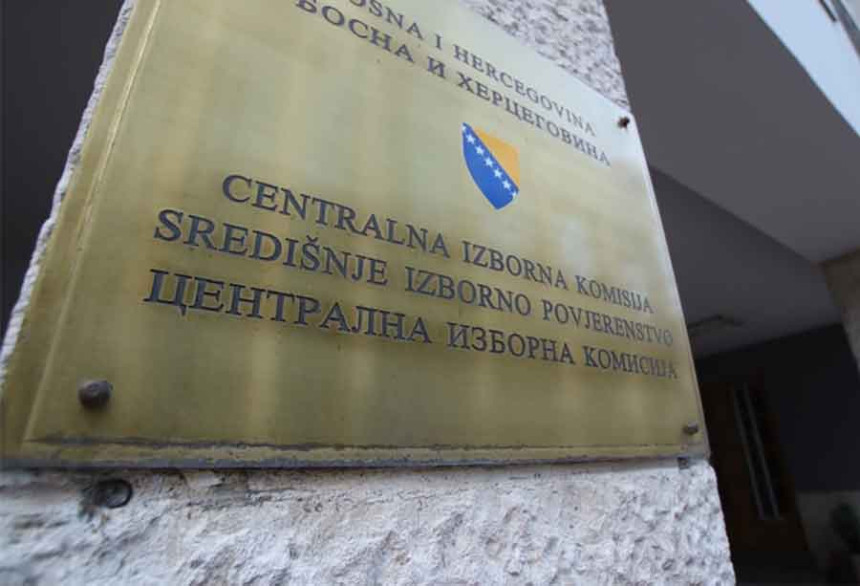 BOSNA I HERCEGOVINA
БОСНА И ХЕРЦЕГОВИНА
CENTRALNA IZBORNA KOMISIJA
SREDIŠNJE IZBORNO POVJERENSTVO
ЦЕНТРАЛНА ИЗБОРНА КОМИСИЈА